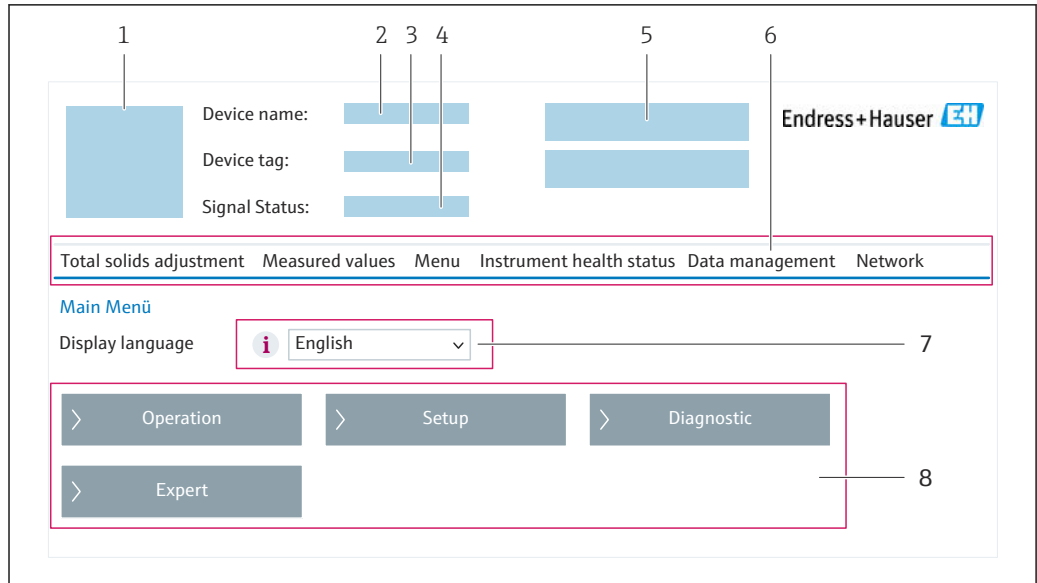 1 2 3 4 5 6
Device name:
Endress+Hauser EH
Device tag:
Signal Status:
Total solids adjustment Measured values Menu Instrument health status Data management Network
Main Menü
Display language i English 7
Operation Setup Diagnostic
Expert 8